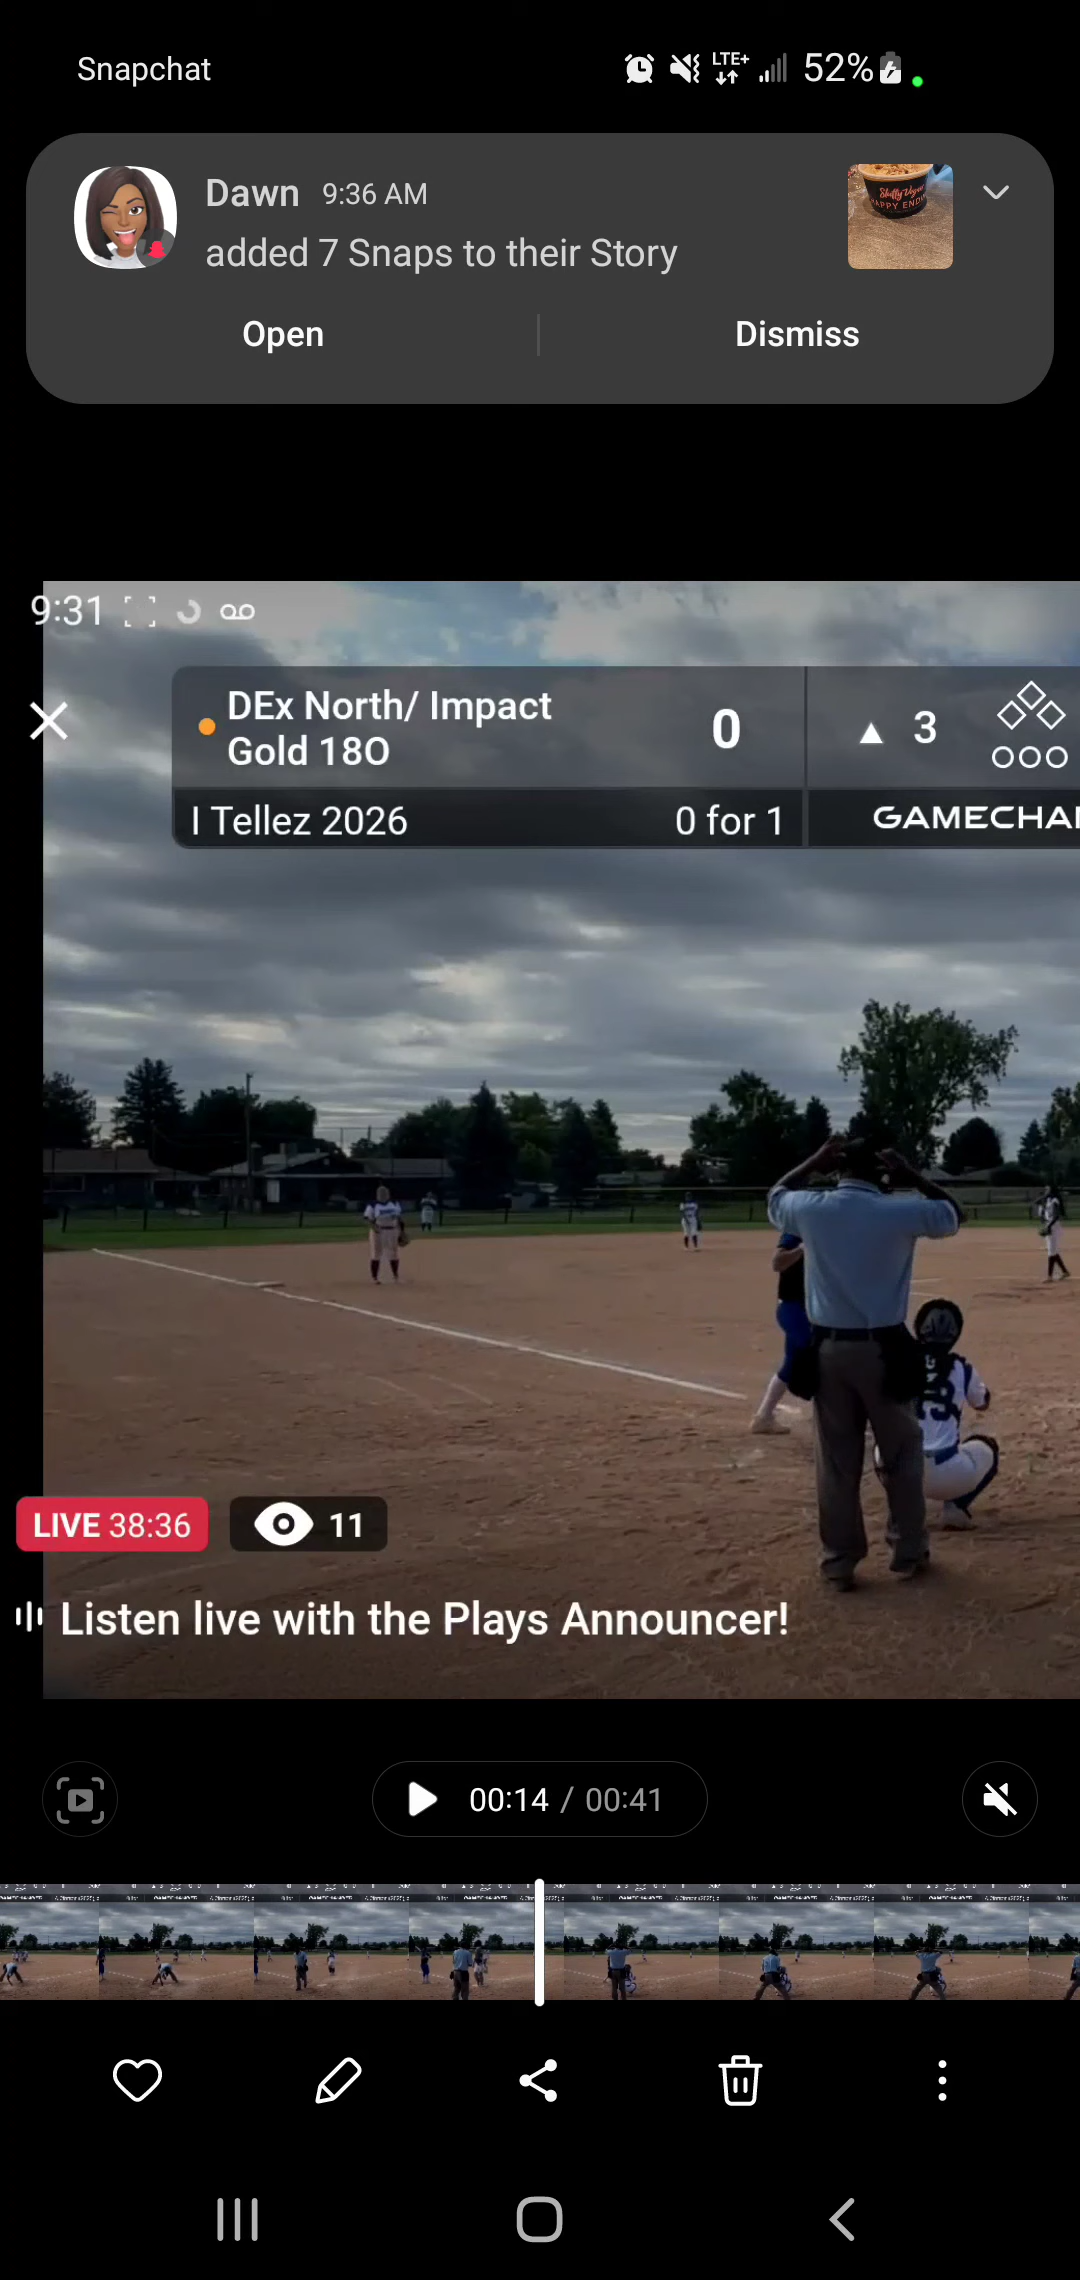 Snapchat LTE+ 52%
Dawn 9:36 AM
added 7 Snaps to their Story
Open Dismiss
9:31
DEx North/ Impact
Gold 18O
0
▲ 3
I Tellez 2026 0 for 1
GAMECHA
LIVE 38:36 11
Listen live with the Plays Announcer!
00:14 / 00:41